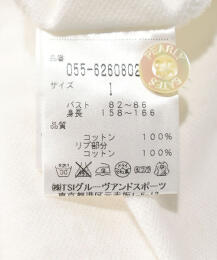 PEARLY
GATES
品番
055-6260802
サイズ
1
バスト 82~86
身長 158~166
品質
コットン 100%
リブ部分
コットン 100%
㈱TSIグルーヴアンドスポーツ